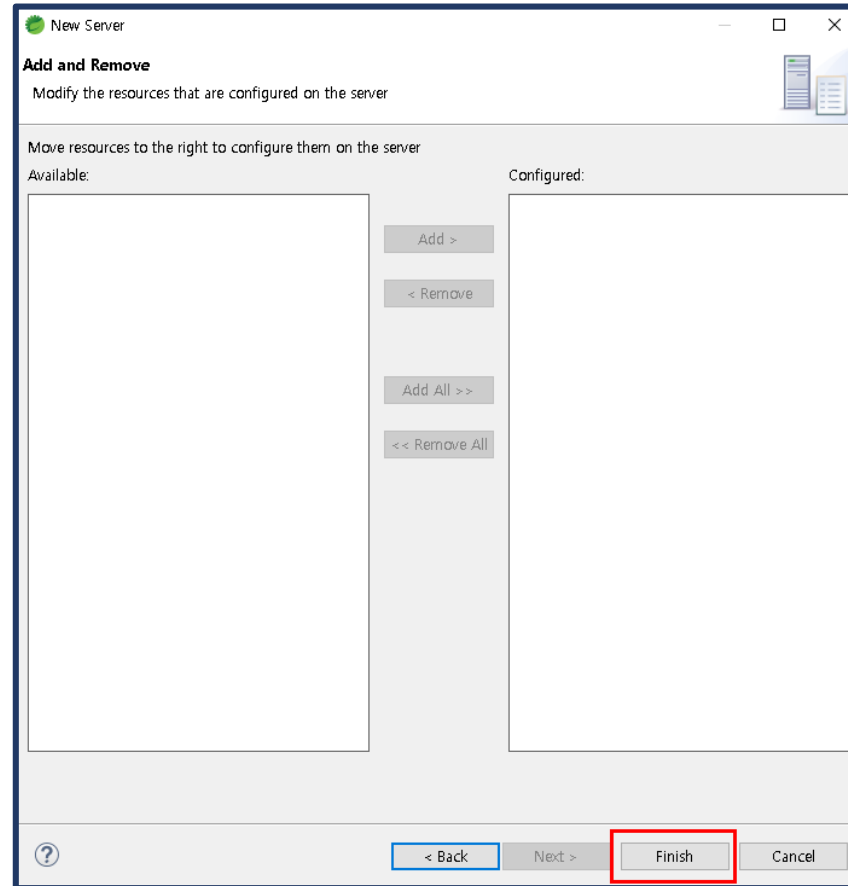 New Server
Add and Remove
Modify the resources that are configured on the server
Move resources to the right to configure them on the server
Available:
Configured:
Add >
< Remove
Add All >>
<< Remove All
?
< Back
Next >
Finish
Cancel